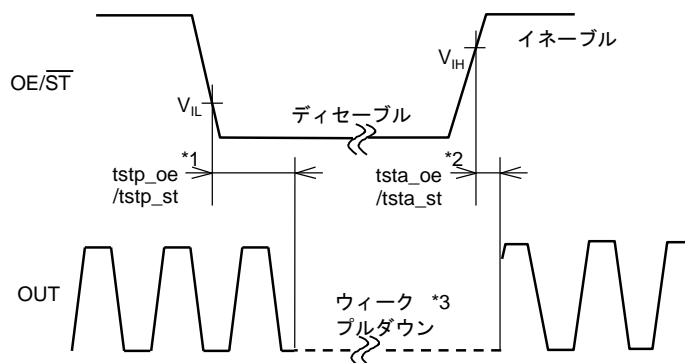 イネーブル
V_IH
OE/S̅T̅
V_IL
ディセーブル
*1
tstp_oe
/tstp_st
*2
tsta_oe
/tsta_st
OUT
ウィーク *3
プルダウン